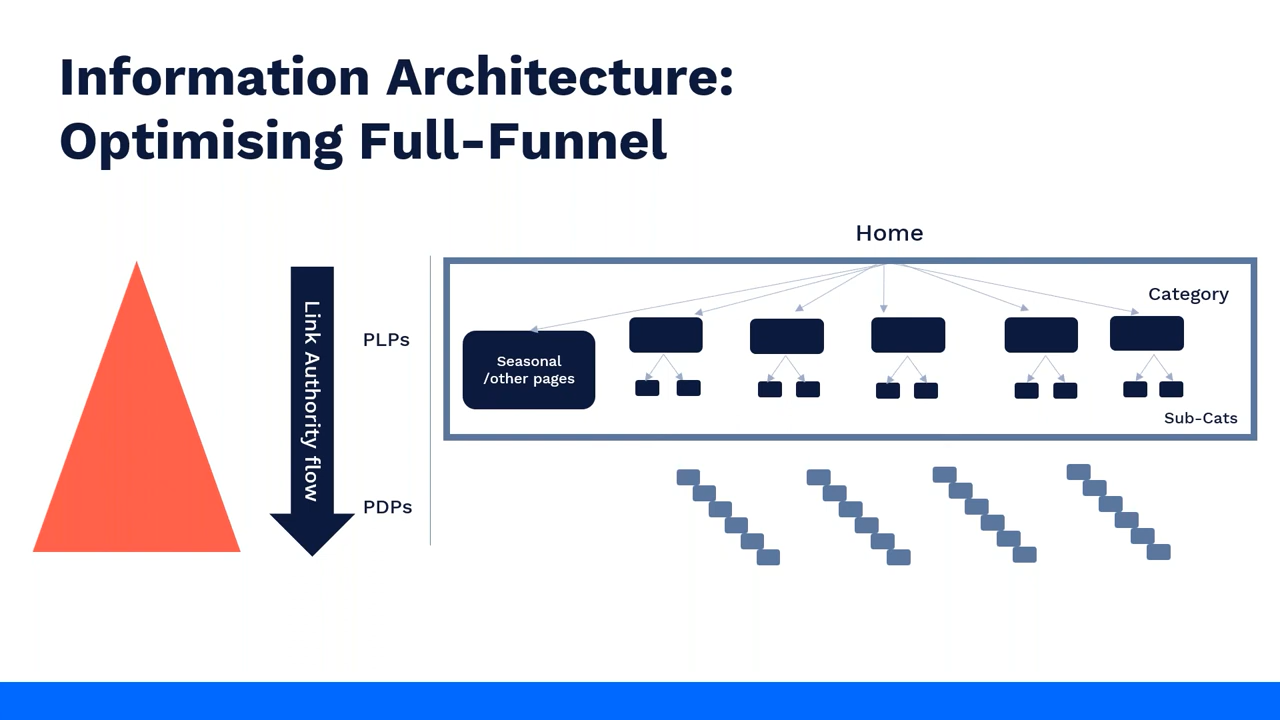 Information Architecture:
Optimising Full-Funnel
Link Authority flow
PLPs
PDPs
Home
Category
Seasonal
/other pages
Sub-Cats